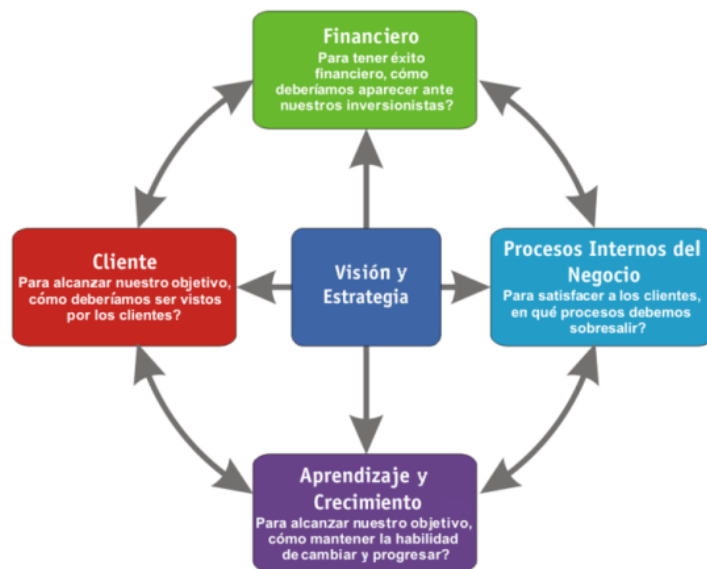 Financiero
Para tener éxito
financiero, cómo
deberíamos aparecer ante
nuestros inversionistas?
Cliente
Para alcanzar nuestro objetivo,
cómo deberíamos ser vistos
por los clientes?
Visión y
Estrategia
Procesos Internos del
Negocio
Para satisfacer a los clientes,
en qué procesos debemos
sobresalir?
Aprendizaje y
Crecimiento
Para alcanzar nuestro objetivo,
cómo mantener la habilidad
de cambiar y progresar?